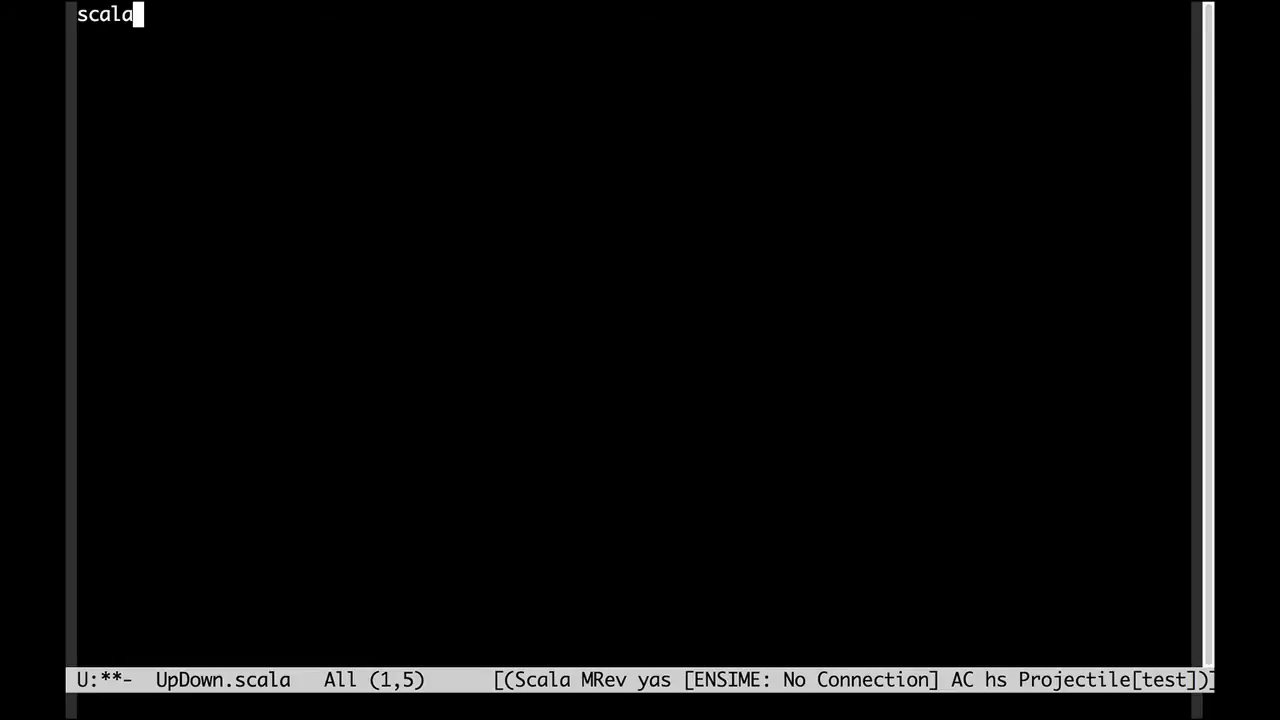 scala
U:**-  UpDown.scala   All (1,5)      [(Scala MRev yas [ENSIME: No Connection] AC hs Projectile[test])]